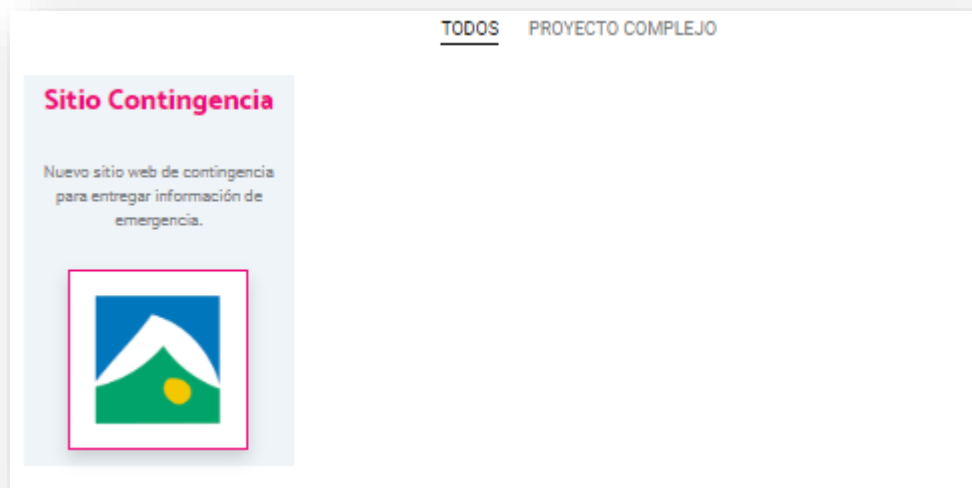 TODOS PROYECTO COMPLEJO
Sitio Contingencia
Nuevo sitio web de contingencia
para entregar información de
emergencia.